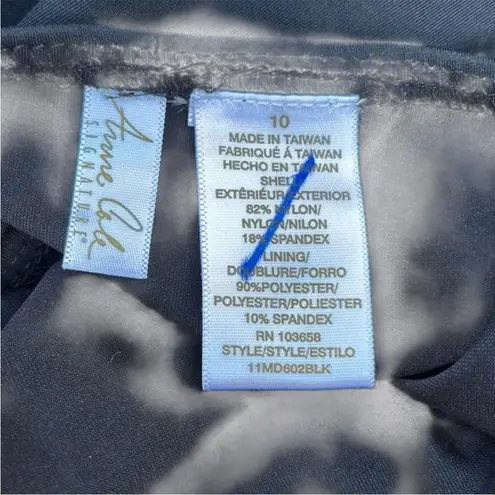 Anne Cole
SIGNATURE®
10
MADE IN TAIWAN
FABRIQUÉ Á TAIWAN
HECHO EN TAIWAN
SHELL
EXTÉRIEUR/EXTERIOR
82% NYLON/
NYLON/NILON
18% SPANDEX
LINING/
DOUBLURE/FORRO
90%POLYESTER/
POLYESTER/POLIESTER
10% SPANDEX
RN 103658
STYLE/STYLE/ESTILO
11MD602BLK